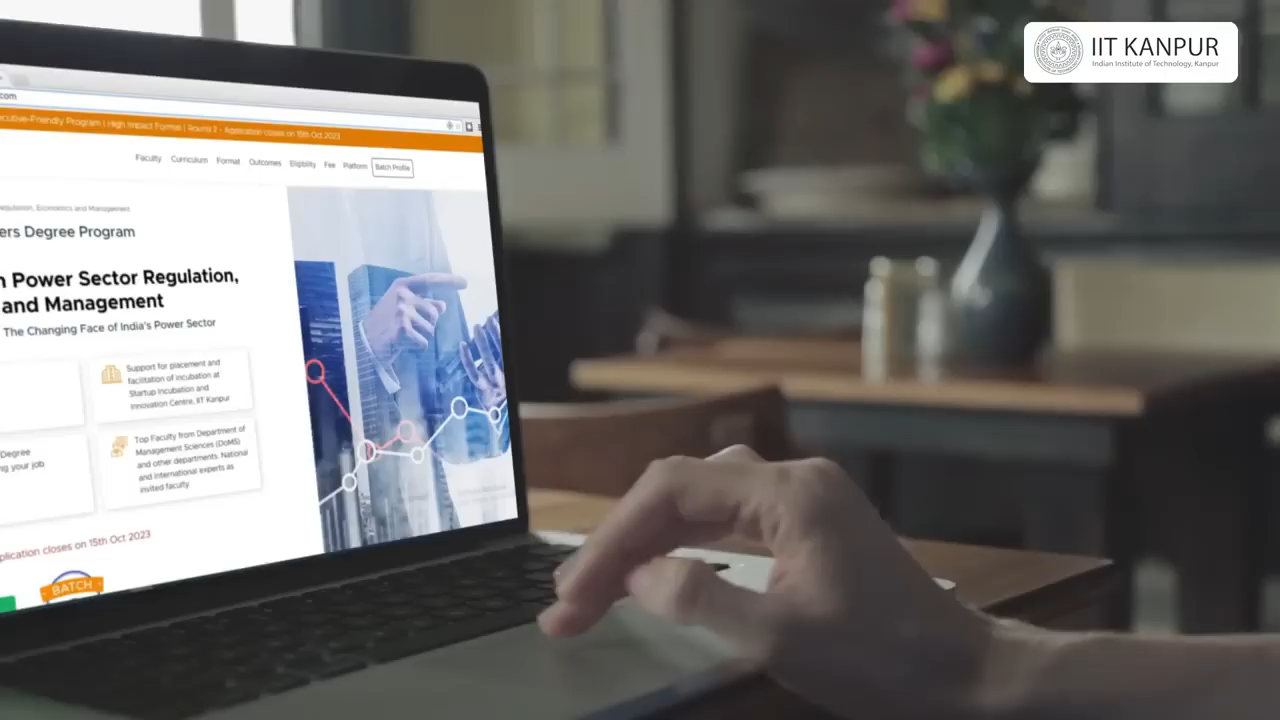 IIT KANPUR
Indian Institute of Technology, Kanpur
com
ecutive-Friendly Program | High Impact Format | Round 2 - Application closes on 15th Oct 2023
Faculty Curriculum Format Outcomes Eligibility Fee Platform Batch Profile
egulation, Economics and Management
ers Degree Program
n Power Sector Regulation,
and Management
The Changing Face of India's Power Sector
Support for placement and
facilitation of incubation at
Startup Incubation and
Innovation Centre, IIT Kanpur
Degree
ng your job
Top Faculty from Department of
Management Sciences (DoMS)
and other departments. National
and international experts as
invited faculty
plication closes on 15th Oct 2023
BATCH